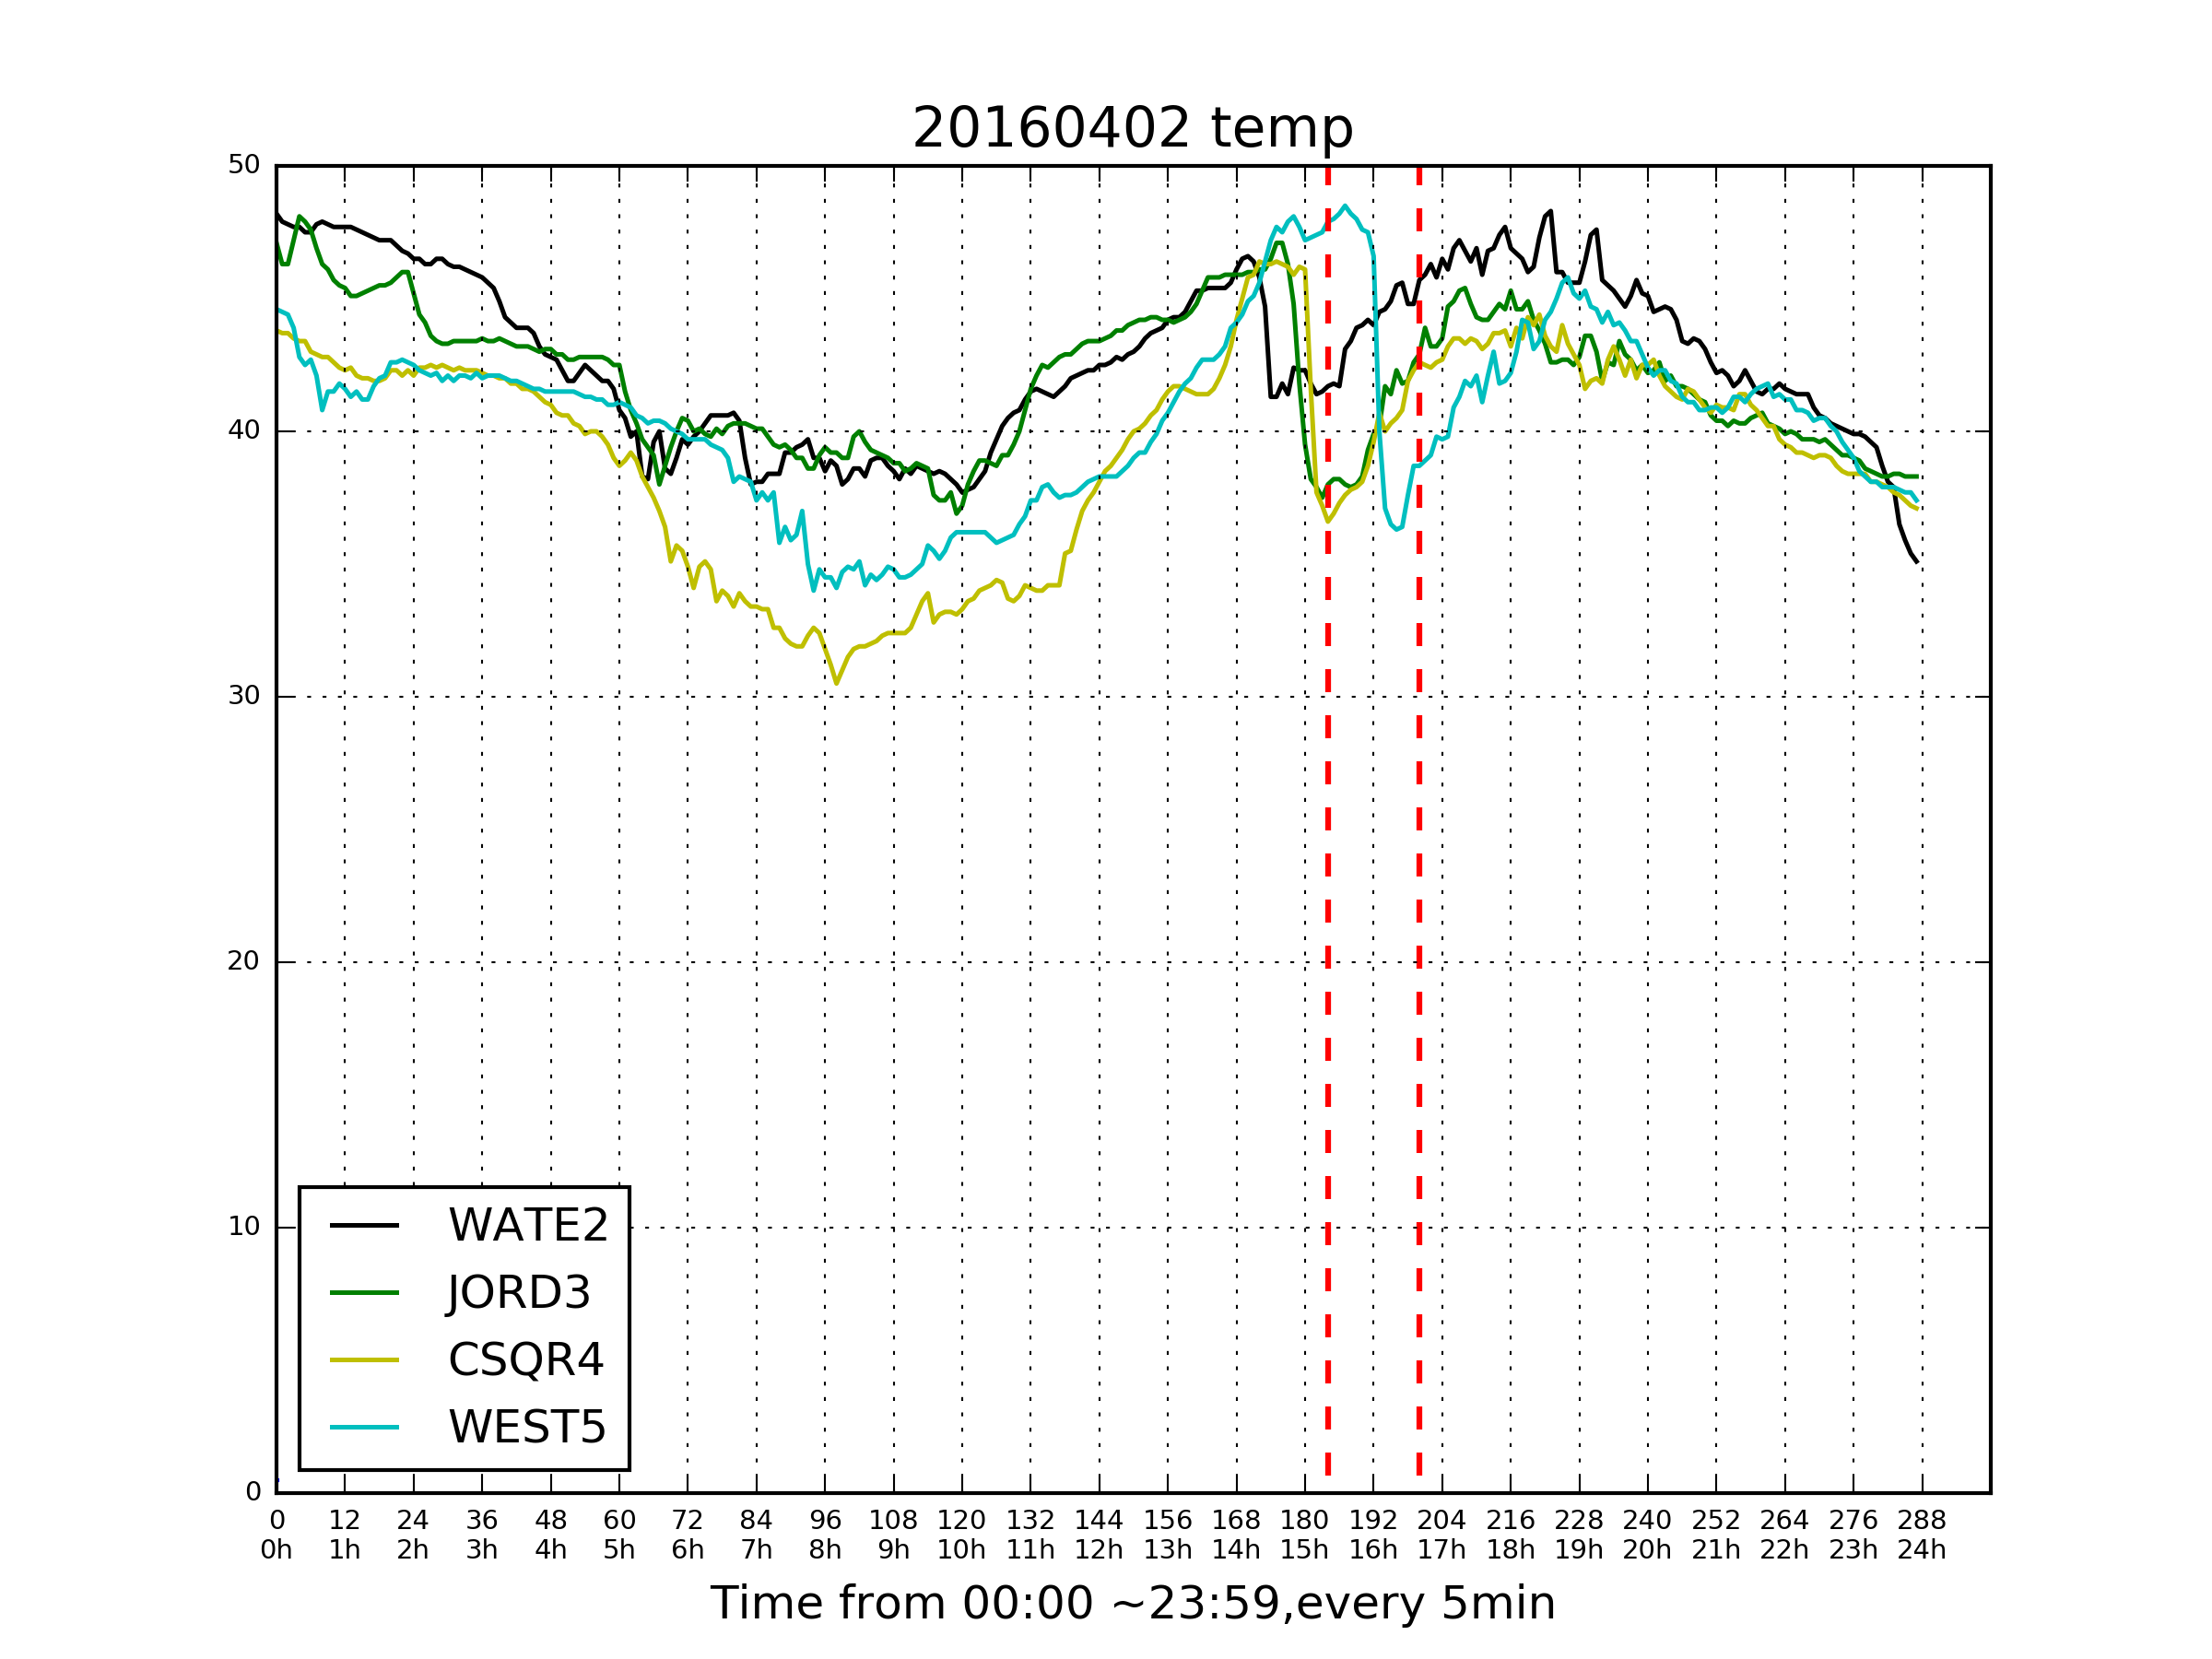 20160402 temp
50
40
30
20
10
0
WATE2
JORD3
CSQR4
WEST5
0 12 24 36 48 60 72 84 96 108 120 132 144 156 168 180 192 204 216 228 240 252 264 276 288
0h 1h 2h 3h 4h 5h 6h 7h 8h 9h 10h 11h 12h 13h 14h 15h 16h 17h 18h 19h 20h 21h 22h 23h 24h
Time from 00:00 ~23:59,every 5min